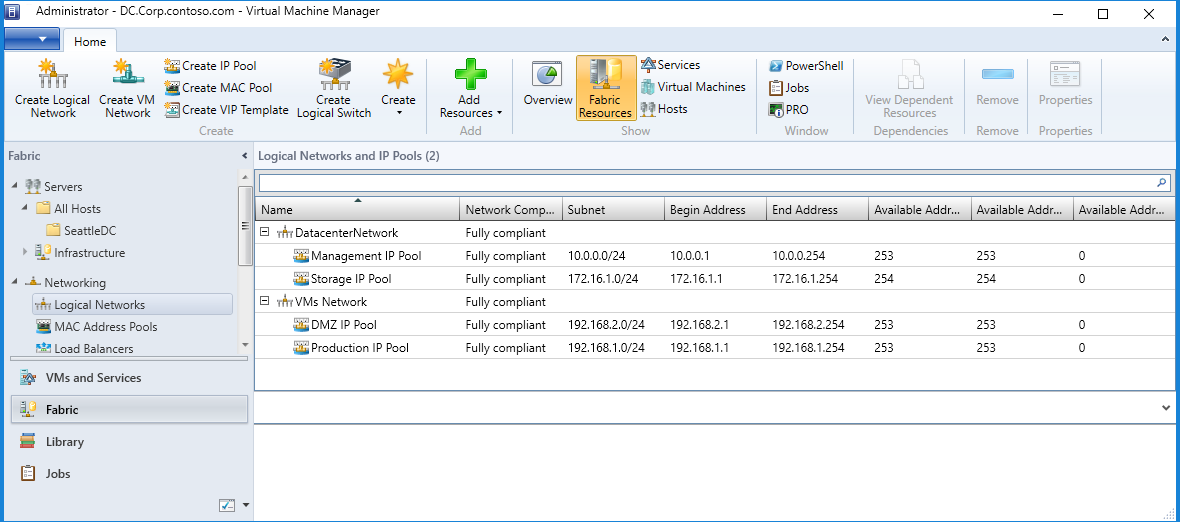 Administrator - DC.Corp.contoso.com - Virtual Machine Manager
Home
Create Logical Network
Create VM Network
Create IP Pool
Create MAC Pool
Create VIP Template
Create Logical Switch
Create
Create
Add Resources
Add
Overview
Fabric Resources
Services
Virtual Machines
Hosts
Show
PowerShell
Jobs
PRO
Window
View Dependent Resources
Dependencies
Remove
Remove
Properties
Properties
Fabric
Servers
All Hosts
SeattleDC
Infrastructure
Networking
Logical Networks
MAC Address Pools
Load Balancers
VMs and Services
Fabric
Library
Jobs
Logical Networks and IP Pools (2)
Name Network Comp... Subnet Begin Address End Address Available Addr... Available Addr... Available Addr...
DatacenterNetwork Fully compliant
Management IP Pool Fully compliant 10.0.0.0/24 10.0.0.1 10.0.0.254 253 253 0
Storage IP Pool Fully compliant 172.16.1.0/24 172.16.1.1 172.16.1.254 254 254 0
VMs Network Fully compliant
DMZ IP Pool Fully compliant 192.168.2.0/24 192.168.2.1 192.168.2.254 253 253 0
Production IP Pool Fully compliant 192.168.1.0/24 192.168.1.1 192.168.1.254 253 253 0